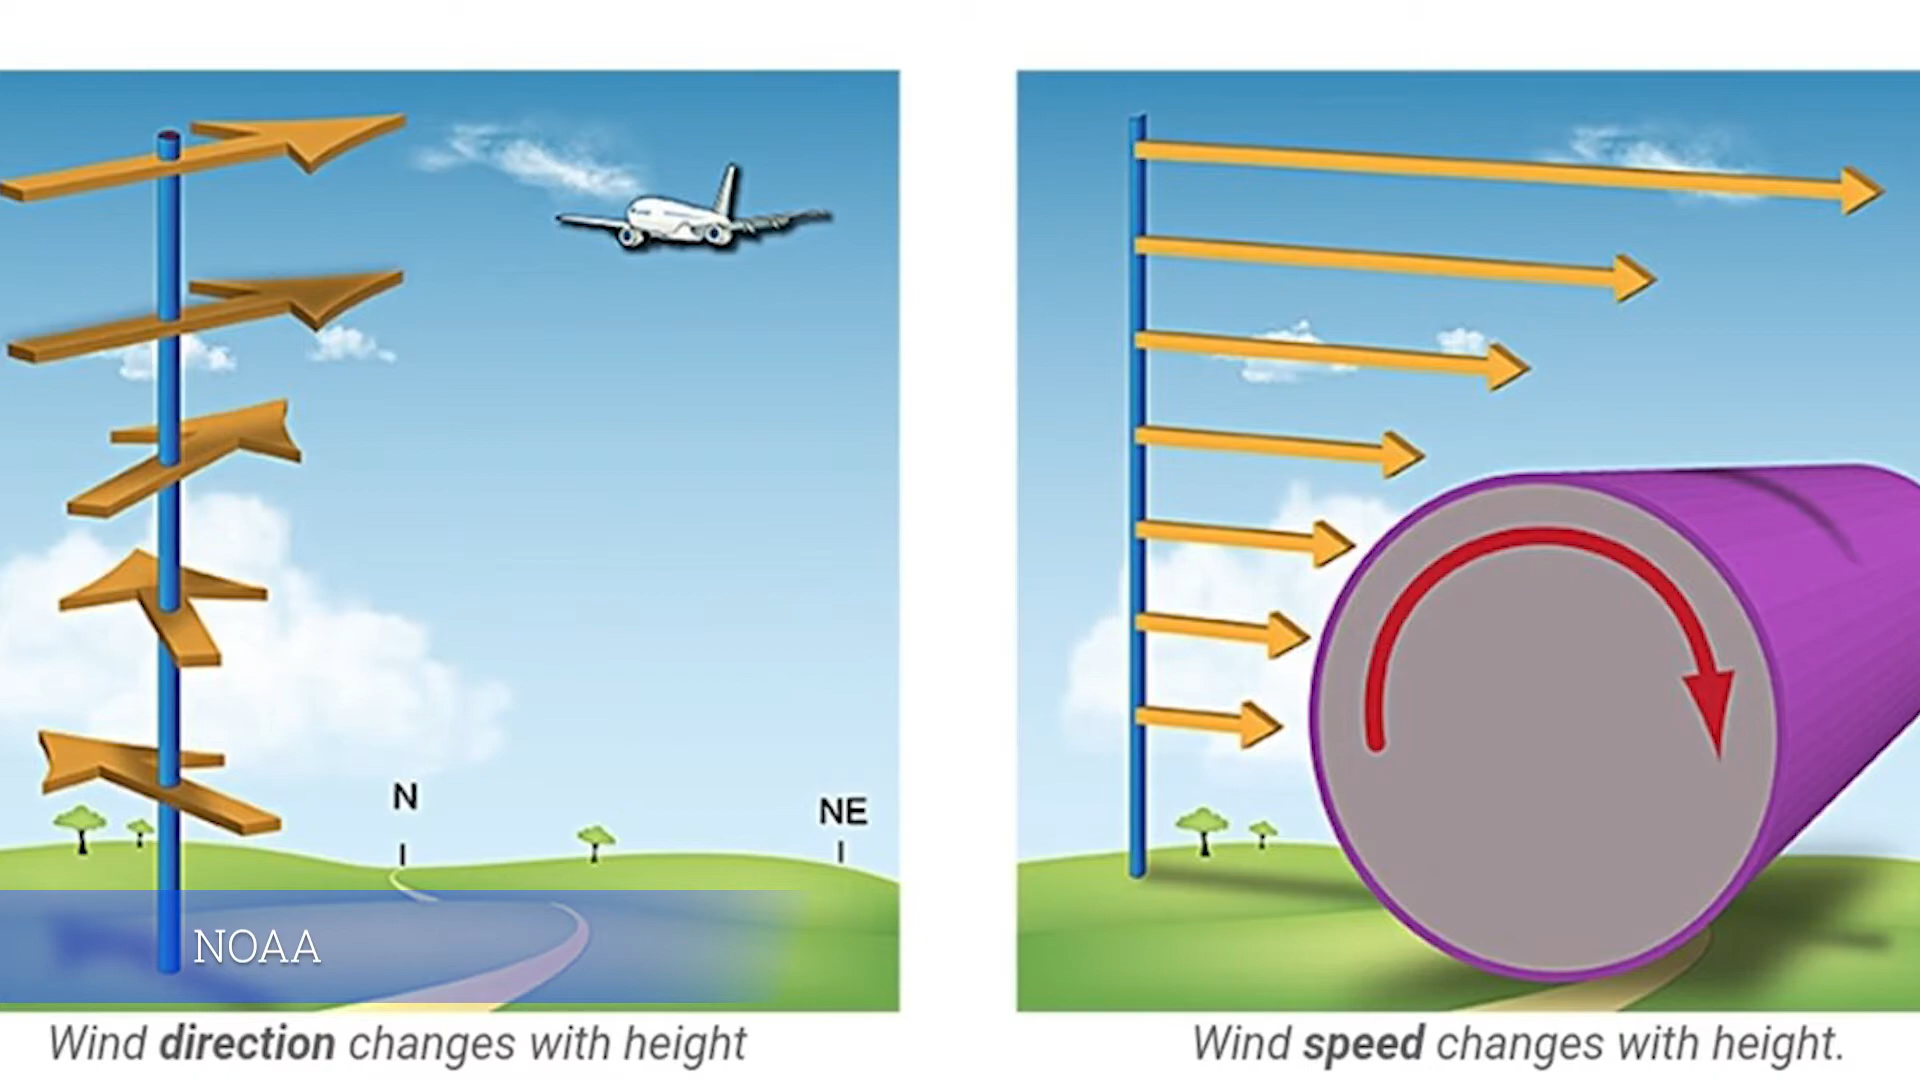 N
NE
NOAA
Wind direction changes with height
Wind speed changes with height.